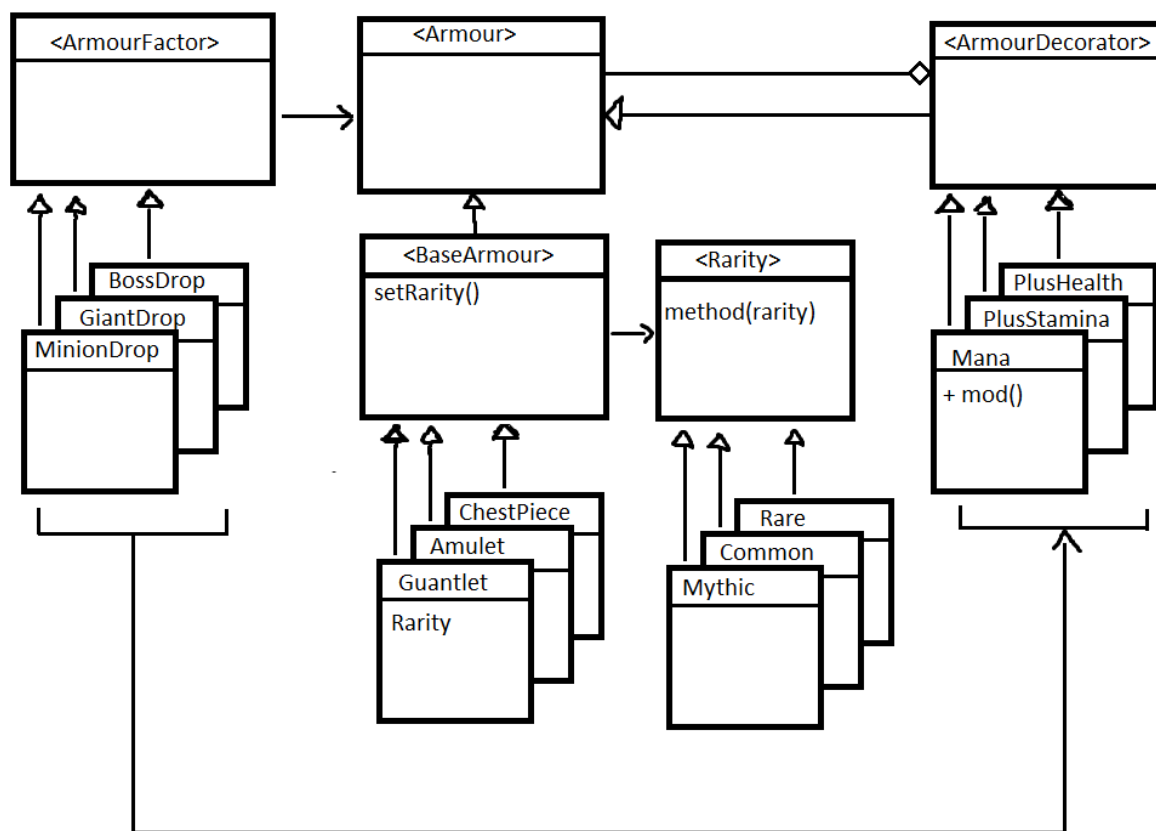 <ArmourFactor>
<Armour>
<ArmourDecorator>
<BaseArmour>
setRarity()
<Rarity>
method(rarity)
BossDrop
GiantDrop
MinionDrop
PlusHealth
PlusStamina
Mana
+ mod()
ChestPiece
Amulet
Guantlet
Rarity
Rare
Common
Mythic